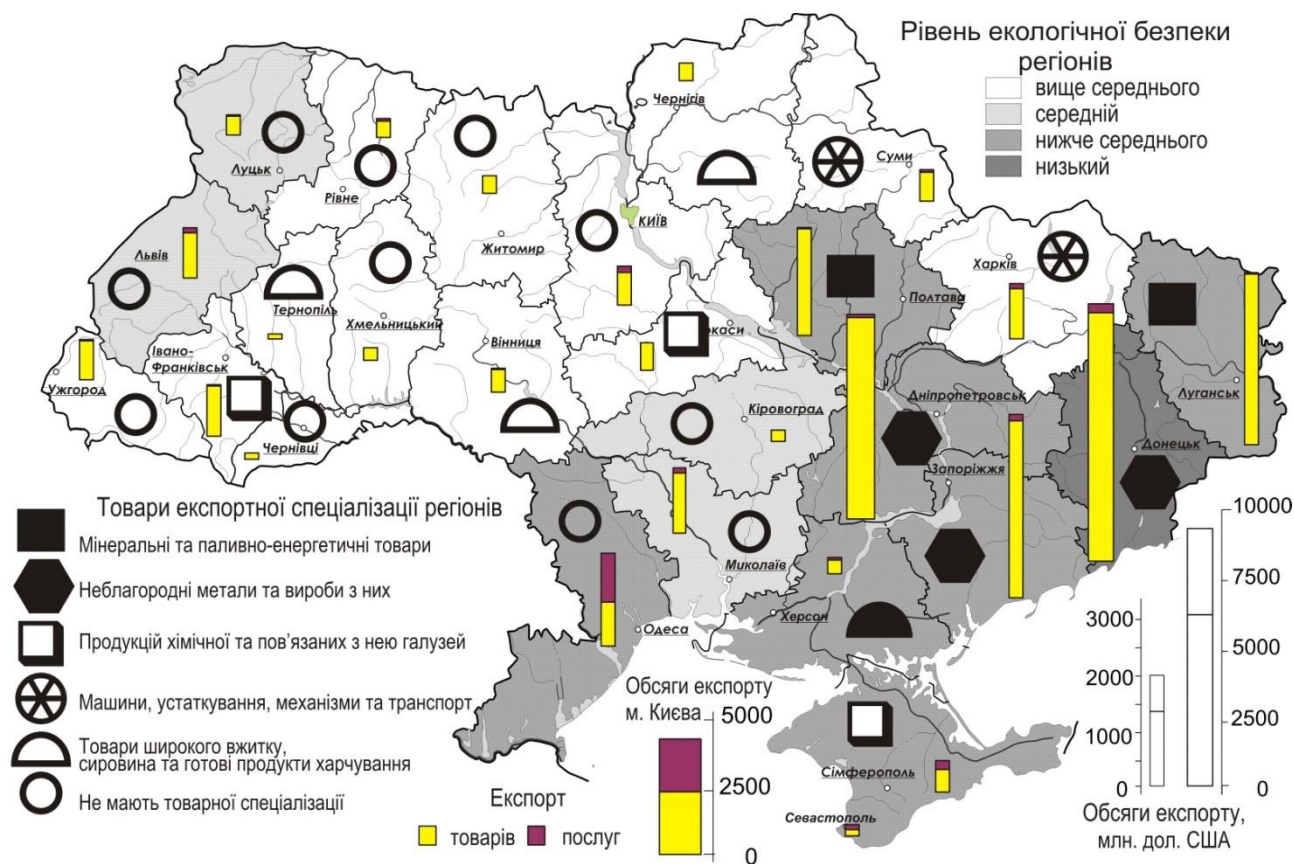 Рівень екологічної безпеки
регіонів
вище середнього
середній
нижче середнього
низький
Чернігів
Суми
Луцьк
Рівне
КИЇВ
Житомир
Львів
Харків
Полтава
Тернопіль
Хмельницький
Вінниця
каси
Івано-
Франківськ
Ужгород
Чернівці
Кіровоград
Дніпропетровськ
Луганськ
Донецьк
Запоріжжя
Миколаїв
Одеса
Херсон
Сімферополь
Севастополь
Товари експортної спеціалізації регіонів
Мінеральні та паливно-енергетичні товари
Неблагородні метали та вироби з них
Продукцій хімічної та пов’язаних з нею галузей
Машини, устаткування, механізми та транспорт
Товари широкого вжитку,
сировина та готові продукти харчування
Не мають товарної спеціалізації
Експорт
товарів послуг
Обсяги експорту
м. Києва
5000
2500
0
3000
2000
1000
0
10000
7500
5000
2500
0
Обсяги експорту,
млн. дол. США